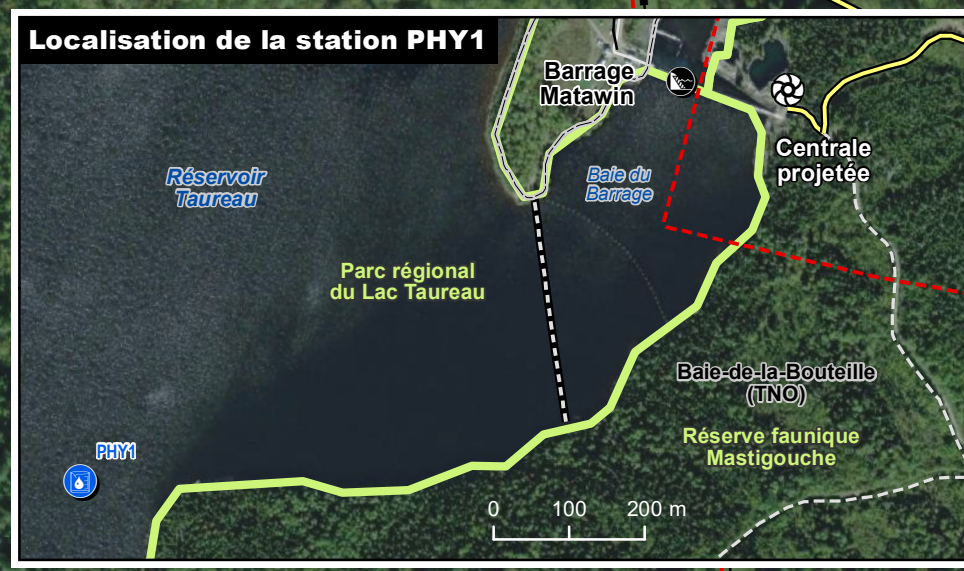 Localisation de la station PHY1
Barrage
Matawin
Centrale
projetée
Réservoir
Taureau
Baie du
Barrage
Parc régional
du Lac Taureau
Baie-de-la-Bouteille
(TNO)
Réserve faunique
Mastigouche
PHY1
0 100 200 m